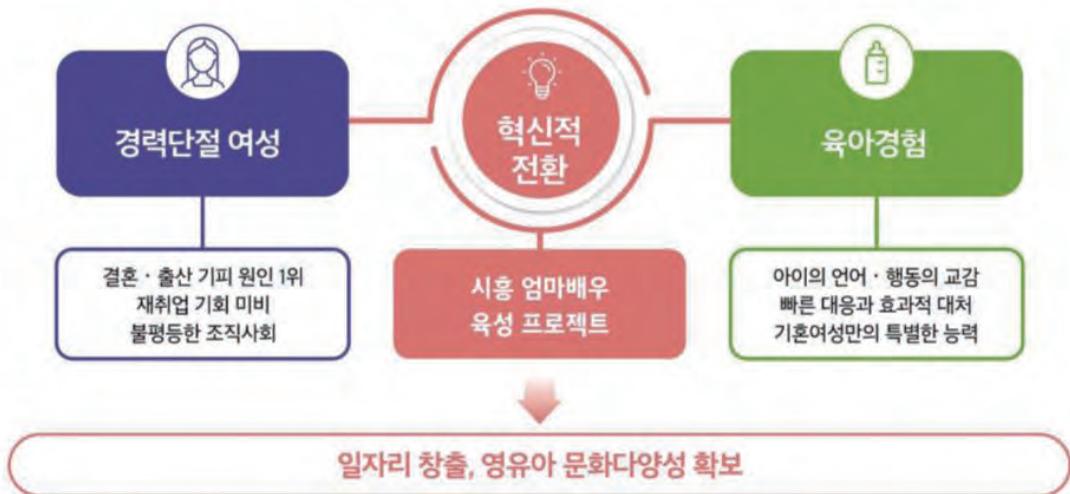 경력단절 여성
결혼 · 출산 기피 원인 1위
재취업 기회 미비
불평등한 조직사회
혁신적
전환
시흥 엄마배우
육성 프로젝트
육아경험
아이의 언어 · 행동의 교감
빠른 대응과 효과적 대처
기혼여성만의 특별한 능력
일자리 창출, 영유아 문화다양성 확보